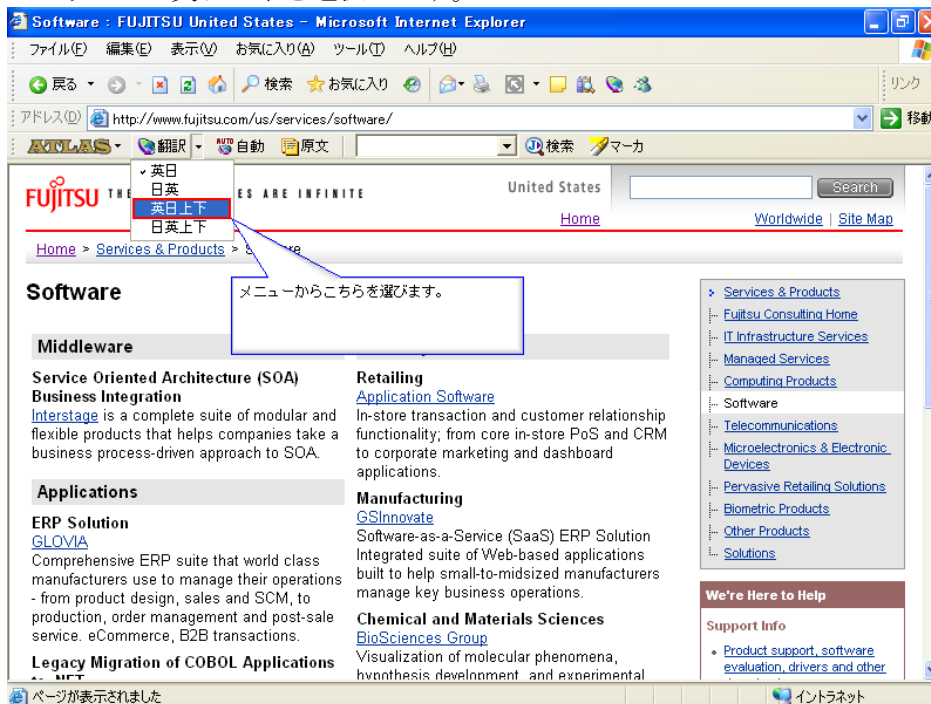 Software : FUJITSU United States - Microsoft Internet Explorer
ファイル(F) 編集(E) 表示(V) お気に入り(A) ツール(T) ヘルプ(H)
戻る 検索 お気に入り リンク
アドレス(D) http://www.fujitsu.com/us/services/software/ 移動
ATLAS 翻訳 AUTO 自動 原文 検索 マーカ
英日
日英
英日上下
日英上下
FUJITSU THE ES ARE INFINITE
United States
Search
Home
Worldwide | Site Map
Home > Services & Products >
メニューからこちらを選びます。
Software
Middleware
Service Oriented Architecture (SOA)
Business Integration
Interstage is a complete suite of modular and
flexible products that helps companies take a
business process-driven approach to SOA.
Applications
ERP Solution
GLOVIA
Comprehensive ERP suite that world class
manufacturers use to manage their operations
- from product design, sales and SCM, to
production, order management and post-sale
service. eCommerce, B2B transactions.
Legacy Migration of COBOL Applications
Retailing
Application Software
In-store transaction and customer relationship
functionality; from core in-store PoS and CRM
to corporate marketing and dashboard
applications.
Manufacturing
GSInnovate
Software-as-a-Service (SaaS) ERP Solution
Integrated suite of Web-based applications
built to help small-to-midsized manufacturers
manage key business operations.
Chemical and Materials Sciences
BioSciences Group
Visualization of molecular phenomena,
hypothesis development, and experimental
Services & Products
Fujitsu Consulting Home
IT Infrastructure Services
Managed Services
Computing Products
Software
Telecommunications
Microelectronics & Electronic
Devices
Pervasive Retailing Solutions
Biometric Products
Other Products
Solutions
We're Here to Help
Support Info
Product support, software
evaluation, drivers and other
ページが表示されました イントラネット